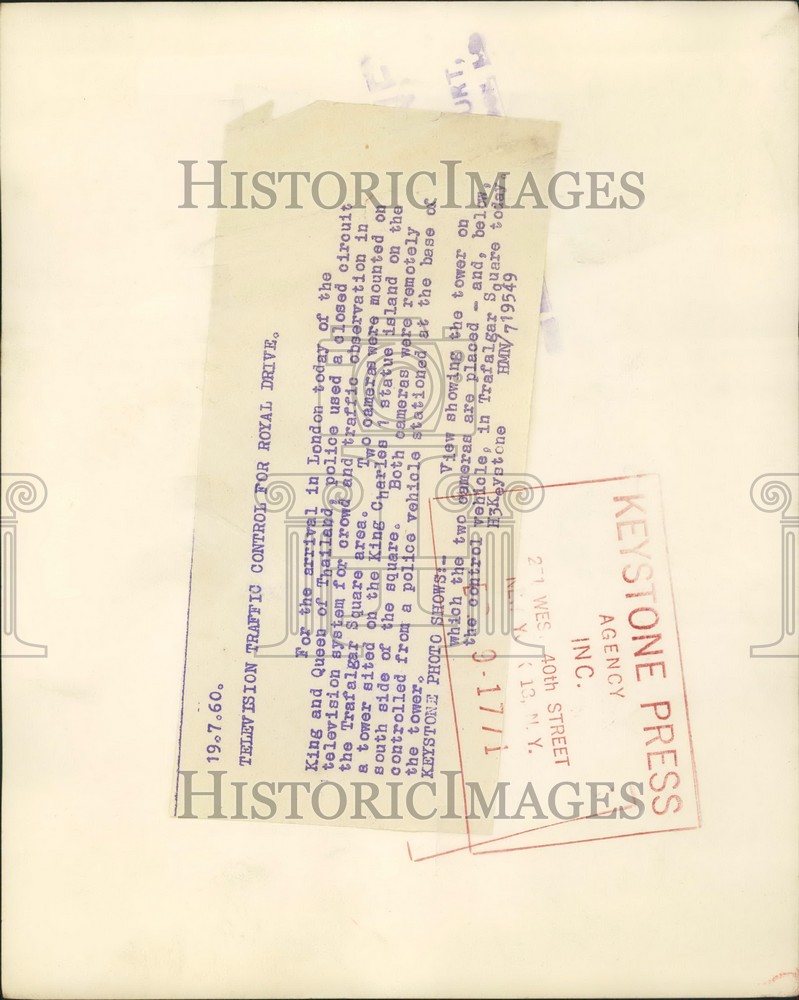 19.7.60.
TELEVISION TRAFFIC CONTROL FOR ROYAL DRIVE.
For the arrival in London today of the
King and Queen of Thailand, police used a closed circuit
television system for crowd and traffic observation in
the Trafalgar Square area. Two cameras were mounted on
a tower sited on the King Charles 1 statue island on the
south side of the square. Both cameras were remotely
controlled from a police vehicle stationed at the base of
the tower.
KEYSTONE PHOTO SHOWS:- View showing the tower on
which the two cameras are placed - and, below,
the control vehicle, in Trafalgar Square today.
H3Keystone HMN/719549
KEYSTONE PRESS
AGENCY
INC.
WEST 40th STREET
N.Y.
9-1771
URT,
HISTORICIMAGES
HISTORICIMAGES